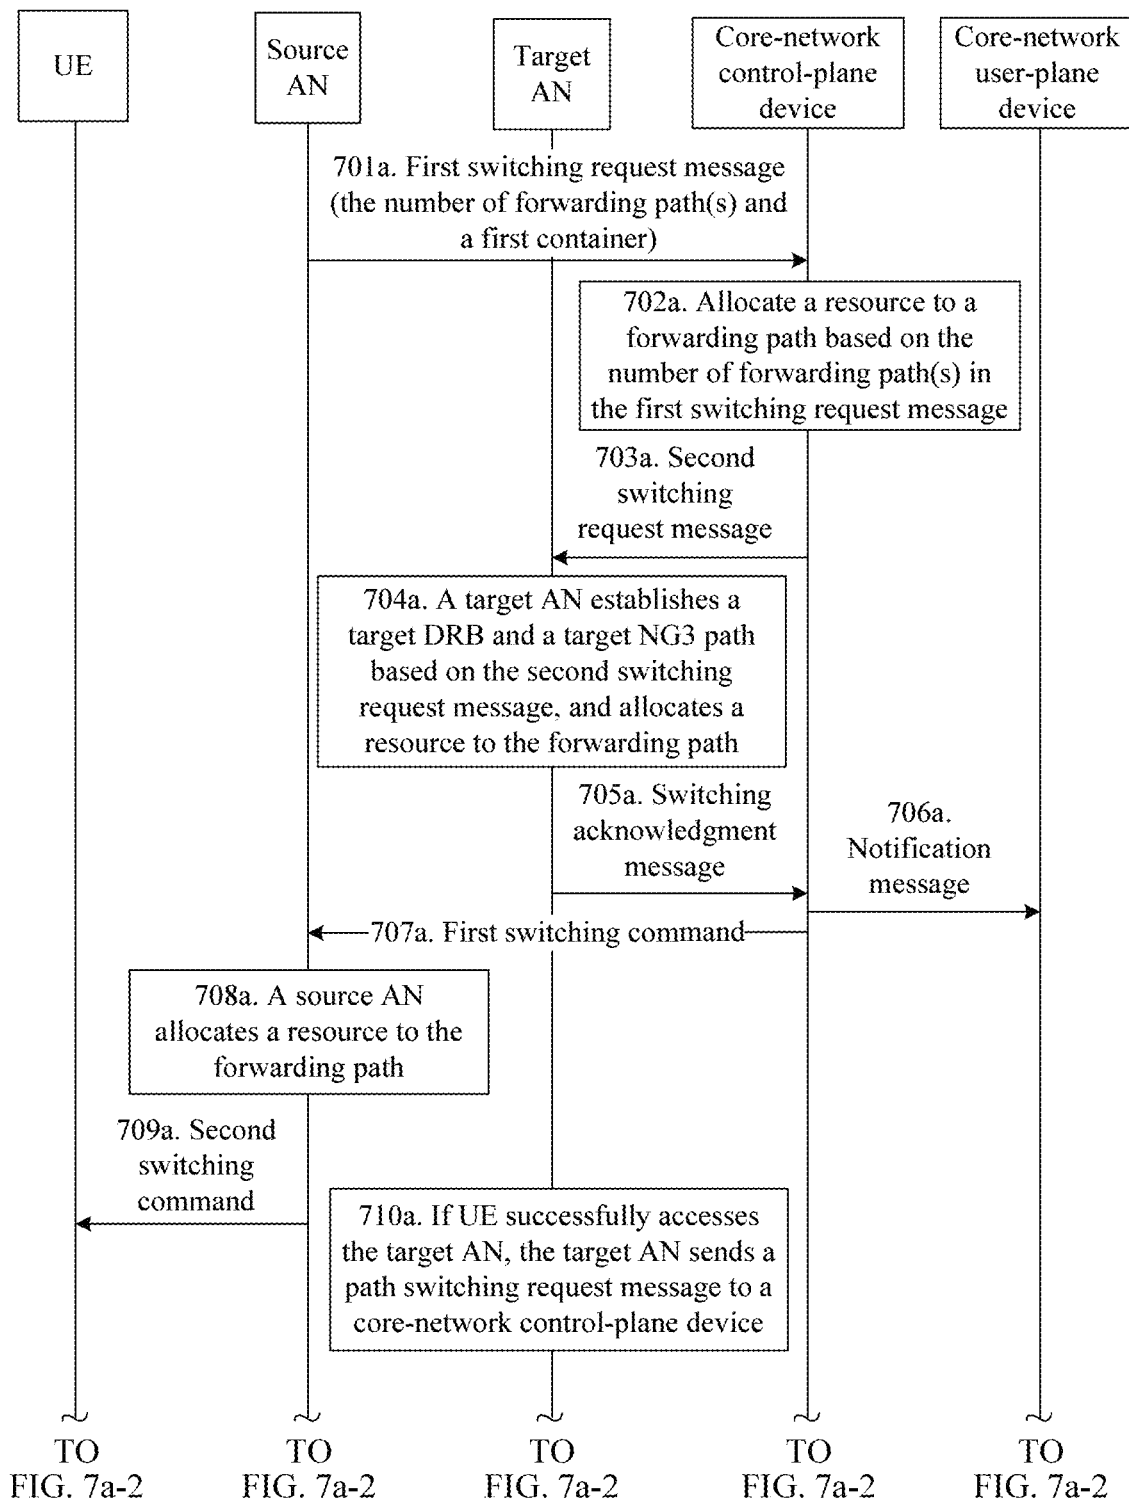 UE
Source
AN
Target
AN
Core-network
control-plane
device
Core-network
user-plane
device
701a. First switching request message
(the number of forwarding path(s) and
a first container)
702a. Allocate a resource to a
forwarding path based on the
number of forwarding path(s) in
the first switching request message
703a. Second
switching
request message
704a. A target AN establishes a
target DRB and a target NG3 path
based on the second switching
request message, and allocates a
resource to the forwarding path
705a. Switching
acknowledgment
message
706a.
Notification
message
707a. First switching command
708a. A source AN
allocates a resource to the
forwarding path
709a. Second
switching
command
710a. If UE successfully accesses
the target AN, the target AN sends a
path switching request message to a
core-network control-plane device
TO
FIG. 7a-2
TO
FIG. 7a-2
TO
FIG. 7a-2
TO
FIG. 7a-2
TO
FIG. 7a-2